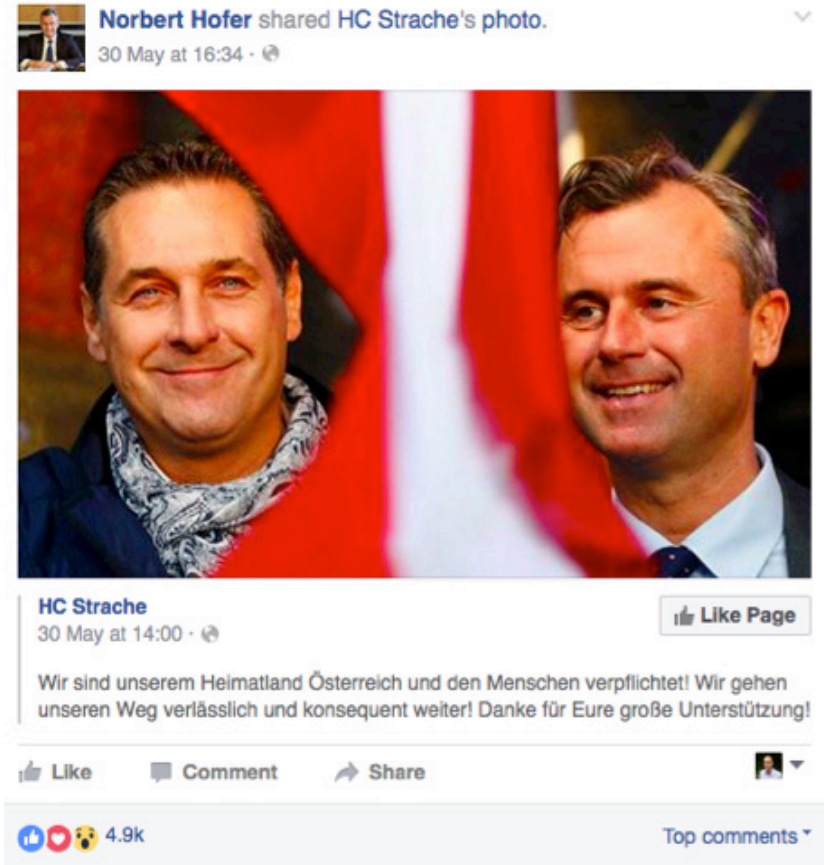 Norbert Hofer shared HC Strache's photo.
30 May at 16:34 ·
HC Strache
30 May at 14:00 ·
Like Page
Wir sind unserem Heimatland Österreich und den Menschen verpflichtet! Wir gehen
unseren Weg verlässlich und konsequent weiter! Danke für Eure große Unterstützung!
Like Comment Share
4.9k Top comments